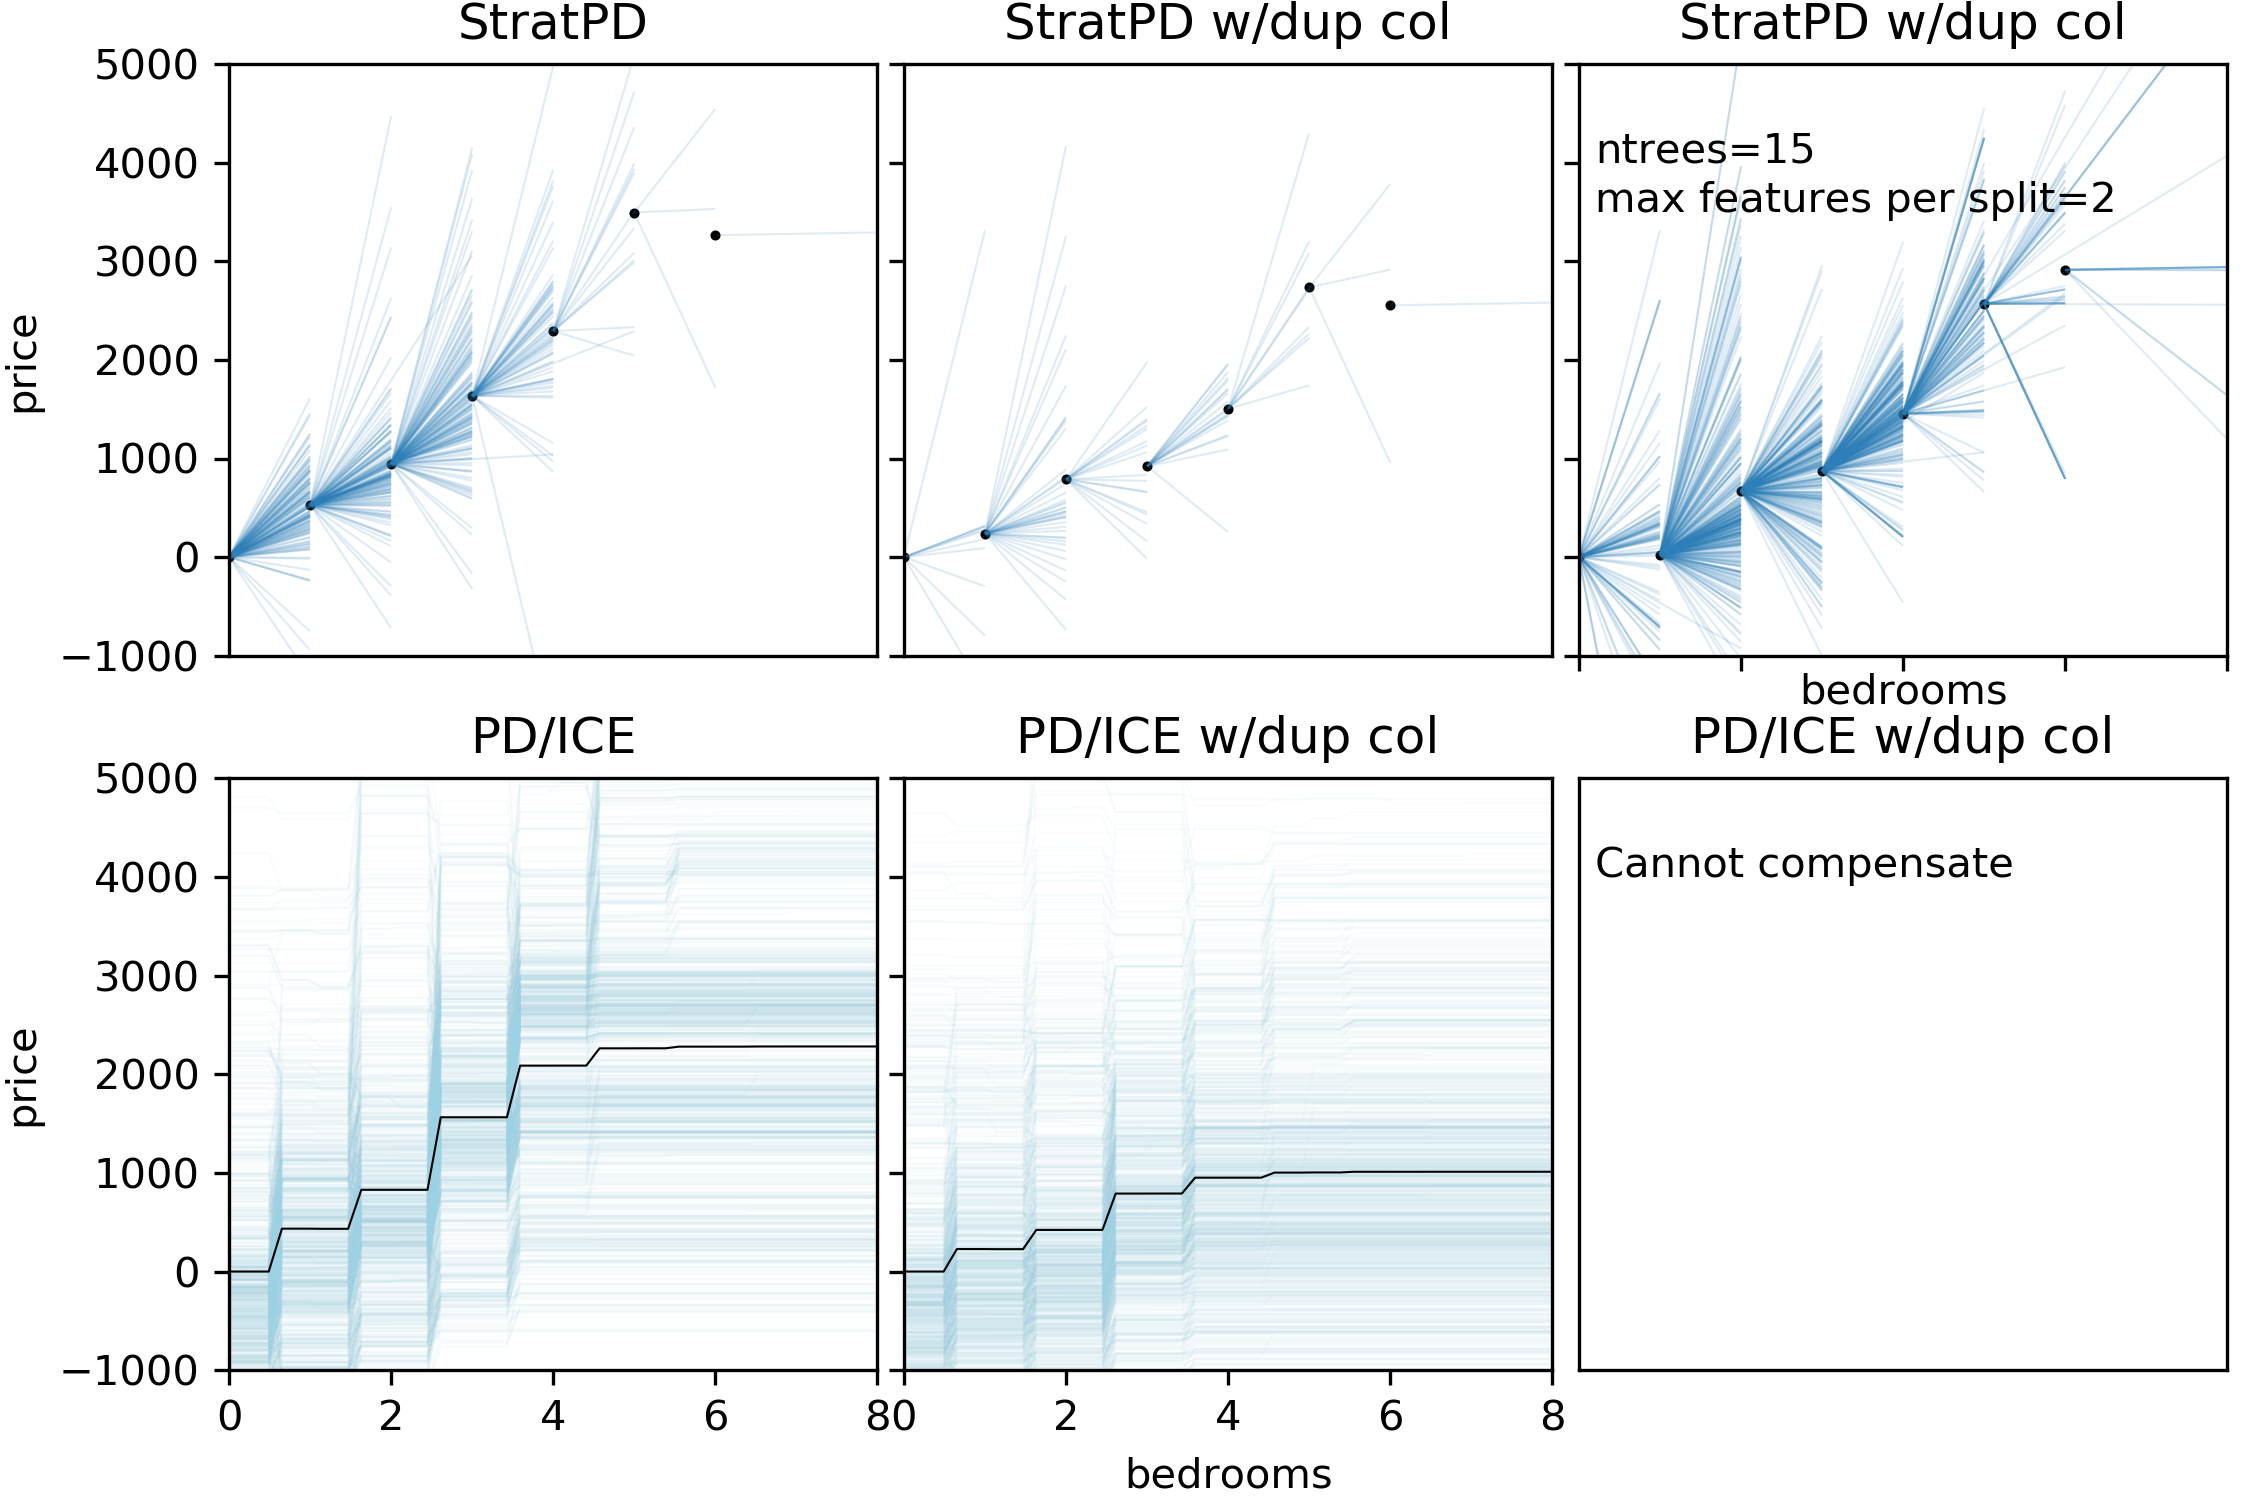 StratPD
StratPD w/dup col
StratPD w/dup col
5000
4000
3000
2000
1000
0
−1000
price
ntrees=15
max features per split=2
bedrooms
PD/ICE
PD/ICE w/dup col
PD/ICE w/dup col
5000
4000
3000
2000
1000
0
−1000
price
Cannot compensate
0 2 4 6 8
0 2 4 6 8
bedrooms